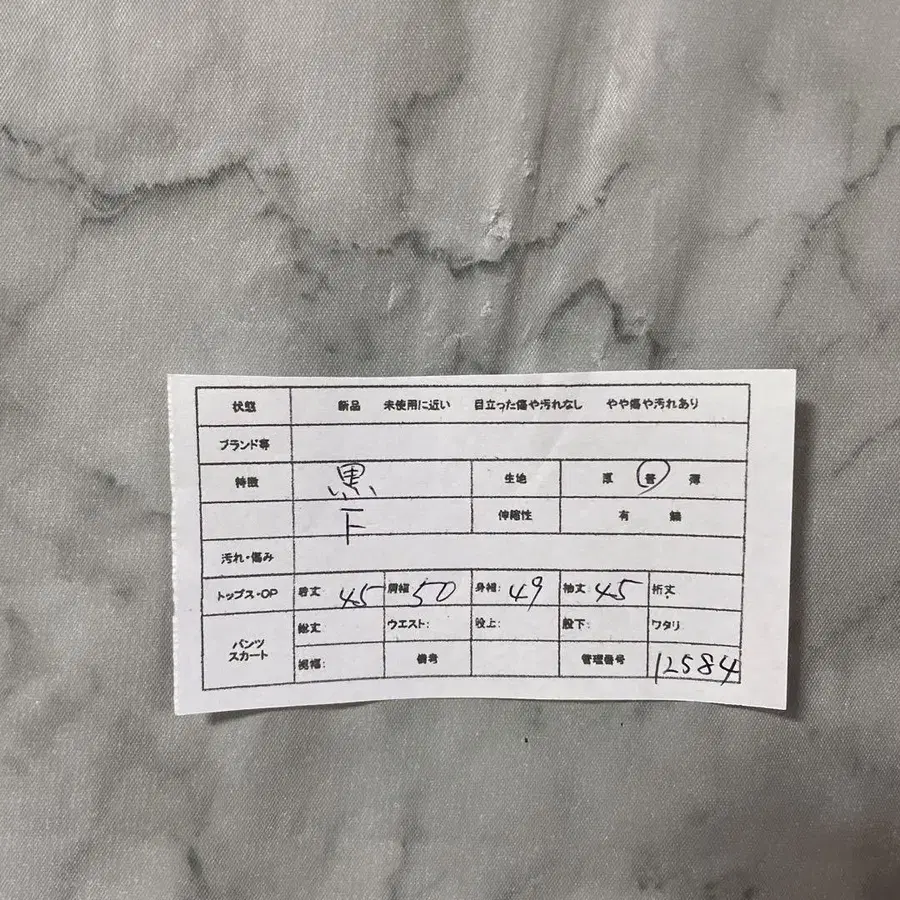 状態 新品 未使用に近い 目立った傷や汚れなし やや傷や汚れあり
ブランド等
特徴 黒 生地 厚 普 薄
下 伸縮性 有 無
汚れ・傷み
トップス・OP 着丈 45 肩幅 50 身幅: 49 袖丈 45 裄丈
パンツ スカート 総丈 ウエスト: 股上: 股下: ワタリ
裾幅: 備考 管理番号 12584